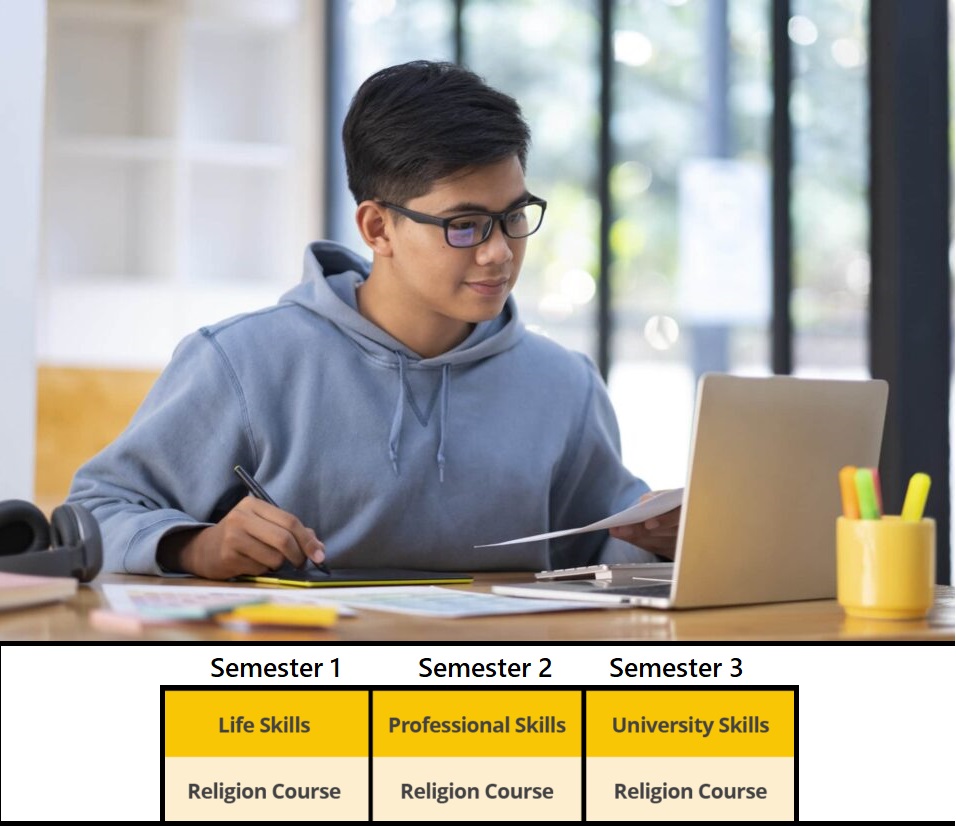 Semester 1 Semester 2 Semester 3
Life Skills Professional Skills University Skills
Religion Course Religion Course Religion Course